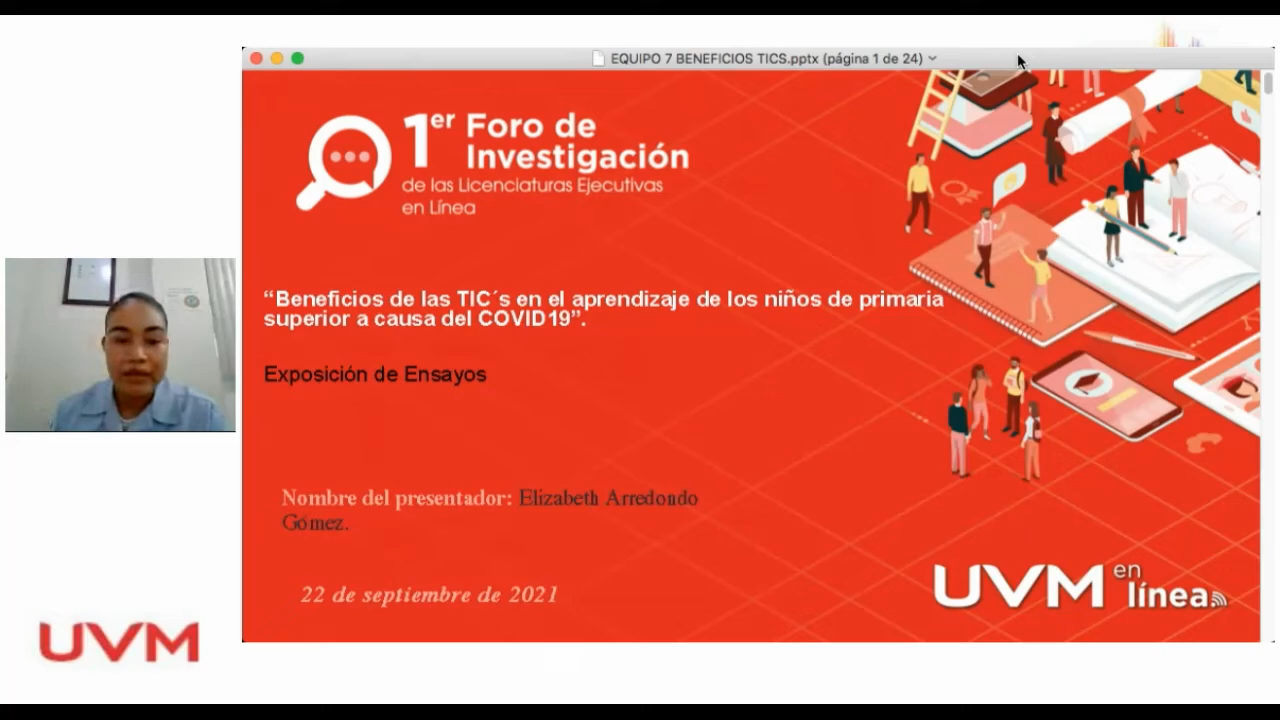 EQUIPO 7 BENEFICIOS TICS.pptx (página 1 de 24)
1er Foro de
Investigación
de las Licenciaturas Ejecutivas
en Línea
“Beneficios de las TIC´s en el aprendizaje de los niños de primaria
superior a causa del COVID19”.
Exposición de Ensayos
Nombre del presentador: Elizabeth Arredondo
Gómez.
22 de septiembre de 2021
UVM en
línea
UVM